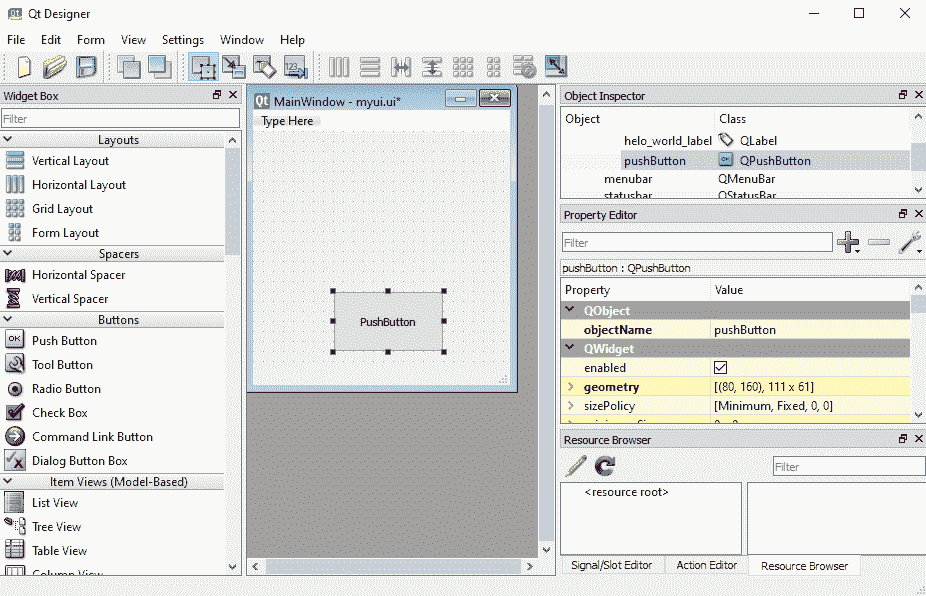 Qt Designer
File Edit Form View Settings Window Help
123
Widget Box
Filter
Layouts
Vertical Layout
Horizontal Layout
Grid Layout
Form Layout
Spacers
Horizontal Spacer
Vertical Spacer
Buttons
OK Push Button
Tool Button
Radio Button
Check Box
Command Link Button
Dialog Button Box
Item Views (Model-Based)
List View
Tree View
Table View
Column View
Qt MainWindow - myui.ui*
Type Here
PushButton
Object Inspector
Object Class
helo_world_label QLabel
pushButton OK QPushButton
menubar QMenuBar
statusbar QStatusBar
Property Editor
Filter
pushButton : QPushButton
Property Value
QObject
objectName pushButton
QWidget
enabled
geometry [(80, 160), 111 x 61]
sizePolicy [Minimum, Fixed, 0, 0]
Resource Browser
Filter
<resource root>
Signal/Slot Editor Action Editor Resource Browser